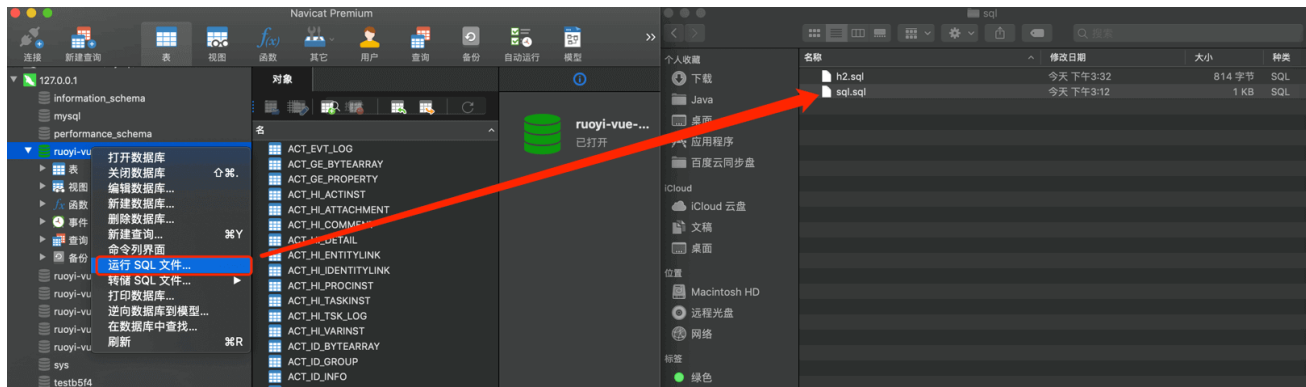 Navicat Premium
连接
新建查询
表
视图
函数
其它
用户
查询
备份
自动运行
模型
127.0.0.1
information_schema
mysql
performance_schema
ruoyi-vu
表
视图
函数
事件
查询
备份
ruoyi-vu
ruoyi-vu
ruoyi-vu
ruoyi-vu
ruoyi-vu
sys
testb5f4
打开数据库
关闭数据库 ⇧⌘.
编辑数据库...
新建数据库...
删除数据库...
新建查询... ⌘Y
命令列界面
运行 SQL 文件...
转储 SQL 文件...
打印数据库...
逆向数据库到模型...
在数据库中查找...
刷新 ⌘R
对象
名
ACT_EVT_LOG
ACT_GE_BYTEARRAY
ACT_GE_PROPERTY
ACT_HI_ACTINST
ACT_HI_ATTACHMENT
ACT_HI_COMMENT
ACT_HI_DETAIL
ACT_HI_ENTITYLINK
ACT_HI_IDENTITYLINK
ACT_HI_PROCINST
ACT_HI_TASKINST
ACT_HI_TSK_LOG
ACT_HI_VARINST
ACT_ID_BYTEARRAY
ACT_ID_GROUP
ACT_ID_INFO
ruoyi-vue-...
已打开
sql
搜索
个人收藏
下载
Java
桌面
应用程序
百度云同步盘
iCloud
iCloud 云盘
文稿
桌面
位置
Macintosh HD
远程光盘
网络
标签
绿色
名称 修改日期 大小 种类
h2.sql 今天 下午3:32 814 字节 SQL
sql.sql 今天 下午3:12 1 KB SQL